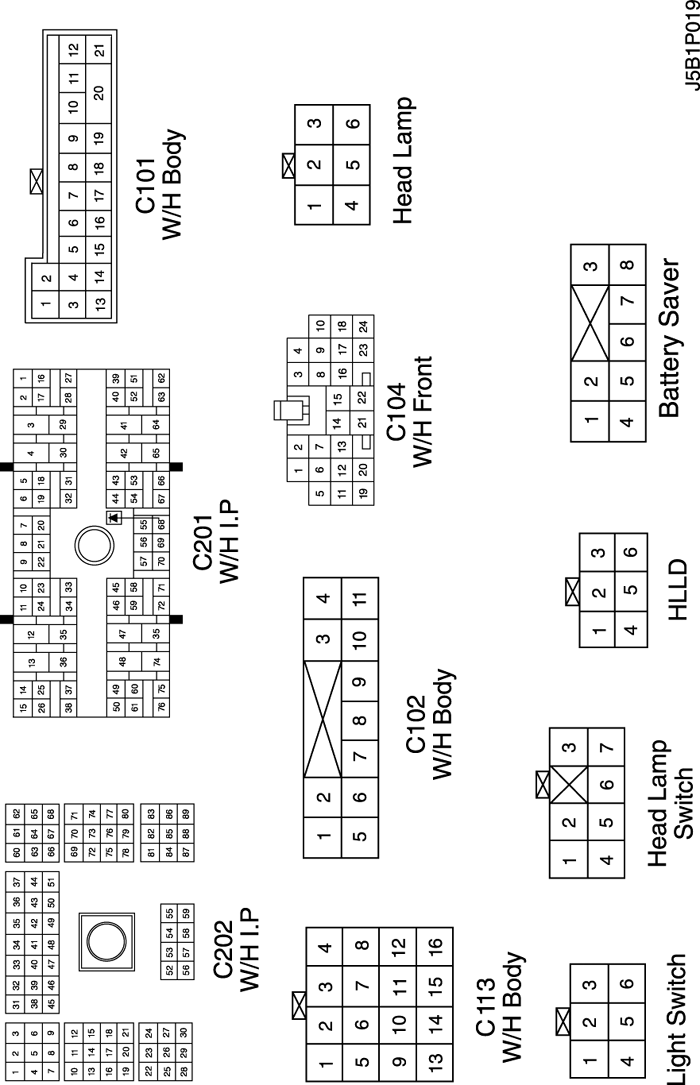 1 2 3
4 5 6
7 8 9
10 11 12
13 14 15
16 17 18
19 20 21
22 23 24
25 26 27
28 29 30
31 32 33 34 35 36 37
38 39 40 41 42 43 44
45 46 47 48 49 50 51
52 53 54 55
56 57 58 59
60 61 62
63 64 65
66 67 68
69 70 71
72 73 74
75 76 77
78 79 80
81 82 83
84 85 86
87 88 89
C202
W/H I.P
15 14 13 12 11 10 9 8 7 6 5 4 3 2 1
26 25 24 23 22 21 20 19 18 17 16
38 37 36 35 34 33 32 31 30 29 28 27
50 49 48 47 46 45 44 43 42 41 40 39
61 60 59 58 57 56 55 54 53 52 51
76 75 74 35 72 71 70 69 68 67 66 65 64 63 62
C201
W/H I.P
1 2
3 4 5 6 7 8 9 10 11 12
13 14 15 16 17 18 19 20 21
C101
W/H Body
1 2 3 4
5 6 7 8
9 10 11 12
13 14 15 16
C113
W/H Body
1 2 3 4
5 6 7 8 9 10 11
C102
W/H Body
1 2 3 4
5 6 7 8 9 10
11 12 13 14 15 16 17 18
19 20 21 22 23 24
C104
W/H Front
1 2 3
4 5 6
Head Lamp
1 2 3
4 5 6
Light Switch
1 2 3
4 5 6 7
Head Lamp
Switch
1 2 3
4 5 6
HLLD
1 2 3
4 5 6 7 8
Battery Saver
J5B1P019